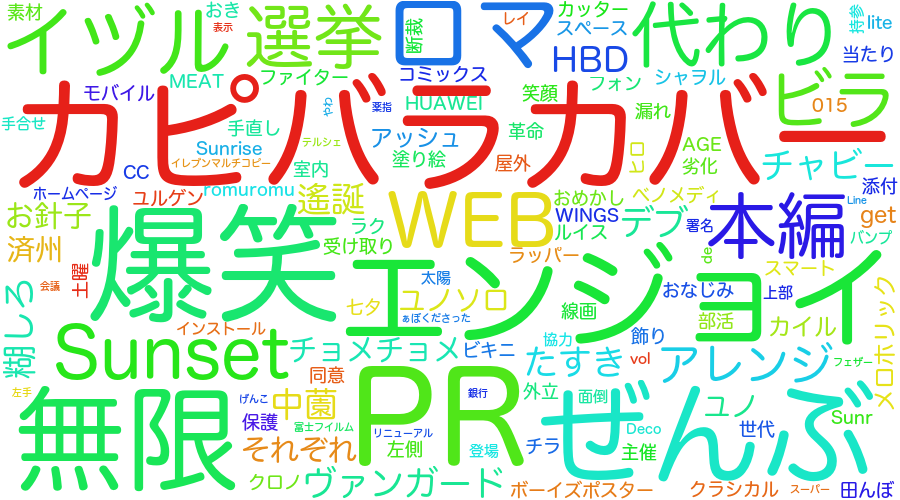 素材
おき
表示
イヅル
選挙
ロマ
断裁
レイ
カッター
スペース
HBD
代わり
持参
lite
当たり
モバイル
MEAT
ファイター
コミックス
HUAWEI
笑顔
フォン
シャヲル
漏れ
ビラ
015
カピバラカバー
手合せ
手直し
Sunrise
やわ
薬指
テルシェ
イレブンマルチコピー
アッシュ
塗り絵
革命
ヒロ
AGE
劣化
チャビー
CC
室内
屋外
ホームページ
ユルゲン
romuromu
遙誕
WEB
おめかし
ベノメディ
添付
Line
お針子
ラク
WINGS
ルイス
デブ
署名
本編
get
バンプ
済州
爆笑
受け取り
ラッパー
de
スマート
土曜
会議
太陽
エンジョイ
おなじみ
上部
糊しろ
七夕
ユノソロ
ぁぼくださった
線画
部活
カイル
メロホリック
インストール
Sunset
チョメチョメ
ビキニ
協力
飾り
たすき
vol
アレンジ
フェザー
左手
同意
無限
げんこ
中薗
PR
銀行
外立
面倒
ぜんぶ
ユノ
Sunr
保護
富士フイルム
リニューアル
Deco
世代
それぞれ
左側
登場
チラ
主催
クロノ
ヴァンガード
ボーイズポスター
クラシカル
スーパー
田んぼ